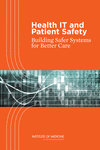 Health IT and
Patient Safety
Building Safer Systems
for Better Care
INSTITUTE OF MEDICINE